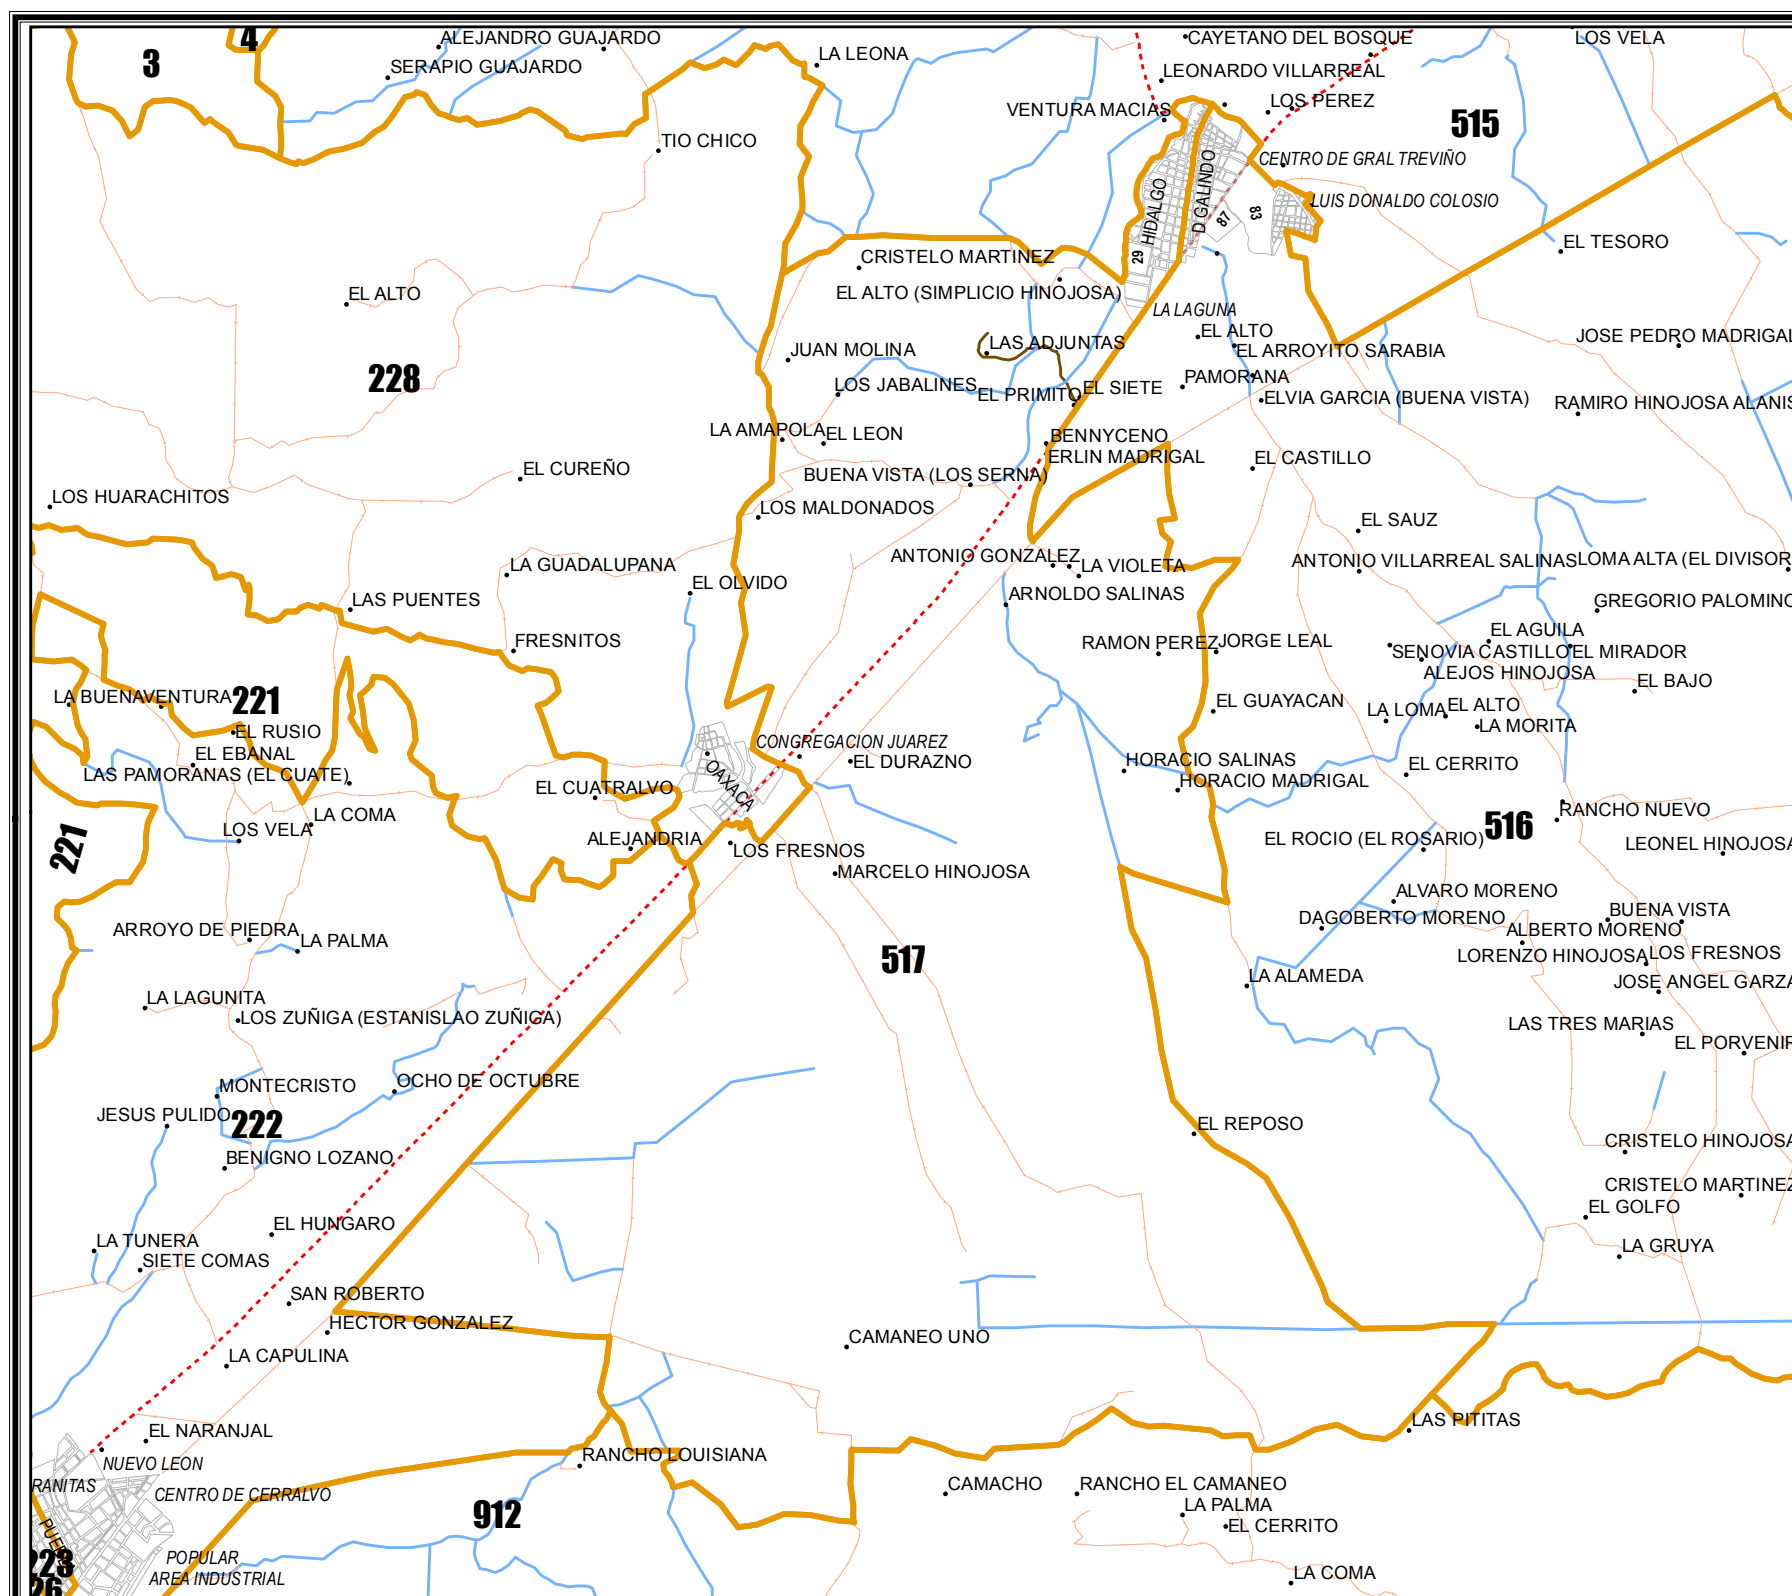 3
4
ALEJANDRO GUAJARDO
SERAPIO GUAJARDO
LA LEONA
CAYETANO DEL BOSQUE
LOS VELA
LEONARDO VILLARREAL
VENTURA MACIAS
LOS PEREZ
515
TIO CHICO
CENTRO DE GRAL TREVIÑO
LUIS DONALDO COLOSIO
HIDALGO
D GALINDO
29
87
83
EL TESORO
CRISTELO MARTINEZ
EL ALTO (SIMPLICIO HINOJOSA)
EL ALTO
LA LAGUNA
EL ALTO
EL ARROYITO SARABIA
JOSE PEDRO MADRIGAL
JUAN MOLINA
LAS ADJUNTAS
228
LOS JABALINES
EL PRIMITO
EL SIETE
PAMORANA
ELVIA GARCIA (BUENA VISTA)
RAMIRO HINOJOSA ALANIS
LA AMAPOLA
EL LEON
BENNYCENO
ERLIN MADRIGAL
EL CASTILLO
EL CUREÑO
BUENA VISTA (LOS SERNA)
LOS HUARACHITOS
LOS MALDONADOS
EL SAUZ
LA GUADALUPANA
EL OLVIDO
ANTONIO GONZALEZ
LA VIOLETA
ANTONIO VILLARREAL SALINAS
LOMA ALTA (EL DIVISOR
LAS PUENTES
ARNOLDO SALINAS
GREGORIO PALOMINO
FRESNITOS
RAMON PEREZ
JORGE LEAL
EL AGUILA
SENOVIA CASTILLO
EL MIRADOR
ALEJOS HINOJOSA
EL BAJO
LA BUENAVENTURA
221
EL GUAYACAN
LA LOMA
EL ALTO
LA MORITA
EL RUSIO
EL EBANAL
LAS PAMORANAS (EL CUATE)
CONGREGACION JUAREZ
EL DURAZNO
OAXACA
HORACIO SALINAS
HORACIO MADRIGAL
EL CERRITO
EL CUATRALVO
LA COMA
LOS VELA
RANCHO NUEVO
516
221
ALEJANDRIA
LOS FRESNOS
EL ROCIO (EL ROSARIO)
LEONEL HINOJOSA
MARCELO HINOJOSA
ALVARO MORENO
DAGOBERTO MORENO
BUENA VISTA
ALBERTO MORENO
ARROYO DE PIEDRA
LA PALMA
517
LORENZO HINOJOSA
LOS FRESNOS
LA ALAMEDA
JOSE ANGEL GARZA
LA LAGUNITA
LOS ZUÑIGA (ESTANISLAO ZUÑIGA)
LAS TRES MARIAS
EL PORVENIR
MONTECRISTO
OCHO DE OCTUBRE
JESUS PULIDO
222
EL REPOSO
CRISTELO HINOJOSA
BENIGNO LOZANO
CRISTELO MARTINEZ
EL GOLFO
EL HUNGARO
LA TUNERA
SIETE COMAS
LA GRUYA
SAN ROBERTO
HECTOR GONZALEZ
CAMANEO UNO
LA CAPULINA
EL NARANJAL
LAS PITITAS
NUEVO LEON
RANCHO LOUISIANA
RANITAS
CENTRO DE CERRALVO
912
CAMACHO
RANCHO EL CAMANEO
LA PALMA
EL CERRITO
223
26
POPULAR
AREA INDUSTRIAL
LA COMA